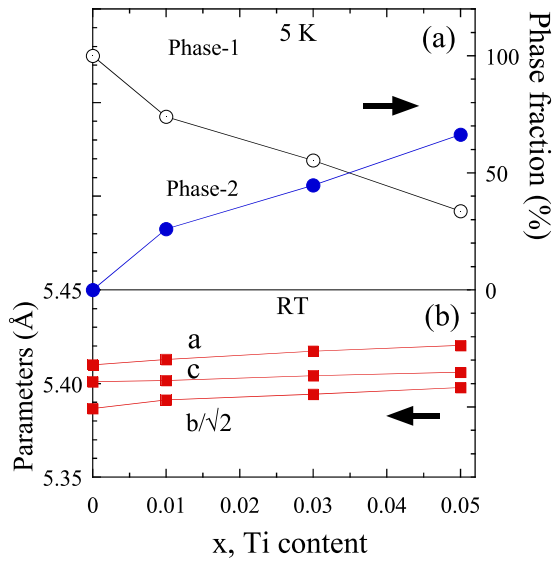 5 K
(a)
Phase-1
Phase-2
100
50
0
Phase fraction (%)
RT
(b)
a
c
b/√2
5.45
5.40
5.35
Parameters (Å)
0
0.01
0.02
0.03
0.04
0.05
x, Ti content